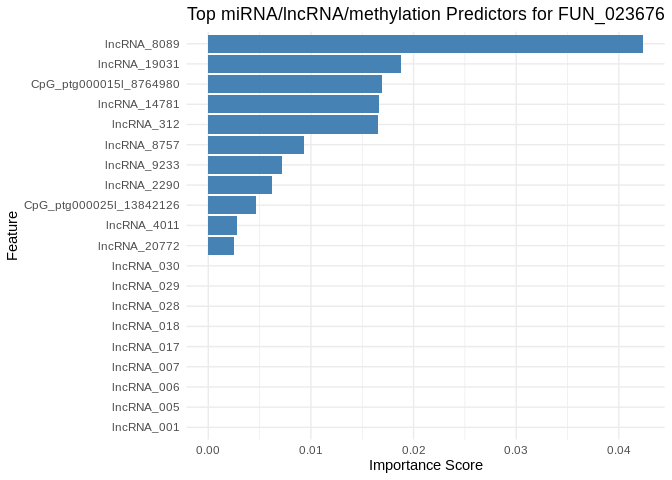 Top miRNA/lncRNA/methylation Predictors for FUN_023676
lncRNA_8089
lncRNA_19031
CpG_ptg000015l_8764980
lncRNA_14781
lncRNA_312
lncRNA_8757
lncRNA_9233
lncRNA_2290
CpG_ptg000025l_13842126
lncRNA_4011
lncRNA_20772
lncRNA_030
lncRNA_029
lncRNA_028
lncRNA_018
lncRNA_017
lncRNA_007
lncRNA_006
lncRNA_005
lncRNA_001
Feature
0.00 0.01 0.02 0.03 0.04
Importance Score